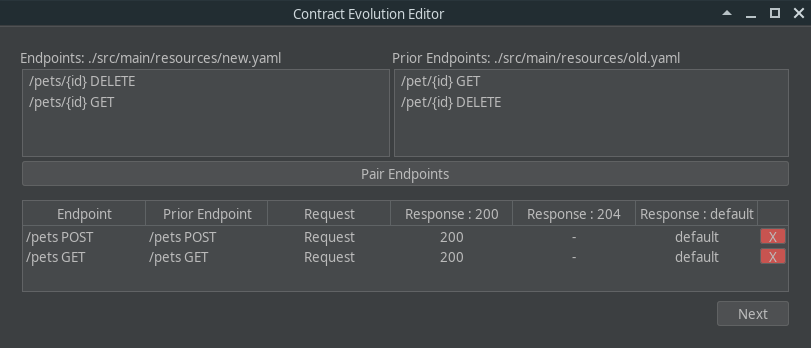 Contract Evolution Editor
Endpoints: ./src/main/resources/new.yaml
Prior Endpoints: ./src/main/resources/old.yaml
/pets/{id} DELETE
/pets/{id} GET
/pet/{id} GET
/pet/{id} DELETE
Pair Endpoints
Endpoint Prior Endpoint Request Response : 200 Response : 204 Response : default
/pets POST /pets POST Request 200 - default X
/pets GET /pets GET Request 200 - default X
Next